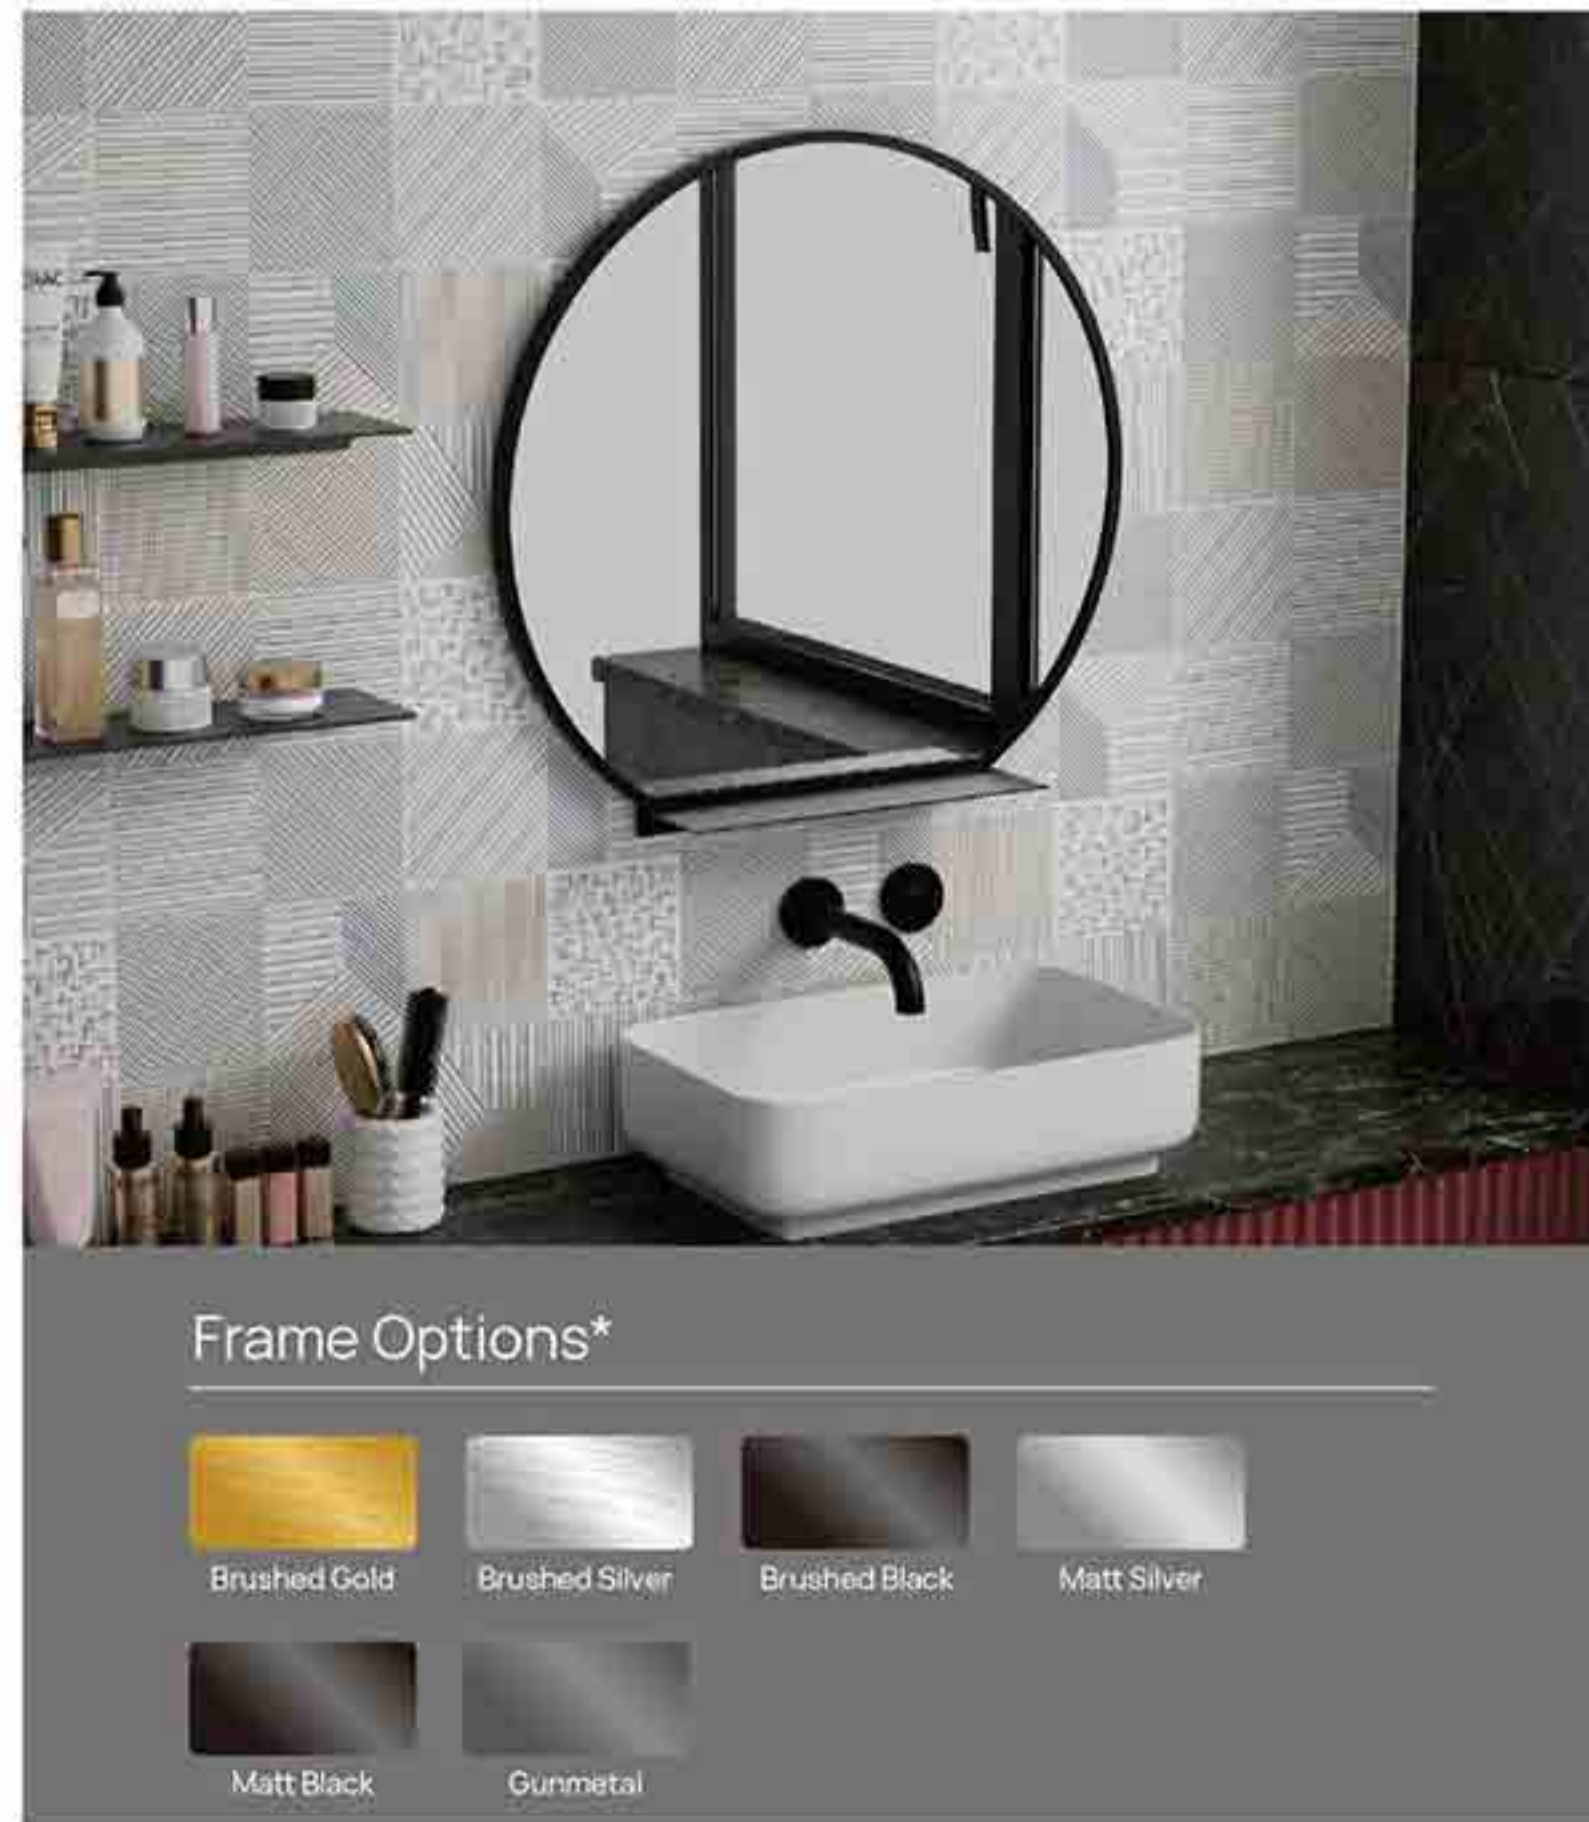 Frame Options*
Brushed Gold
Brushed Silver
Brushed Black
Matt Silver
Matt Black
Gunmetal